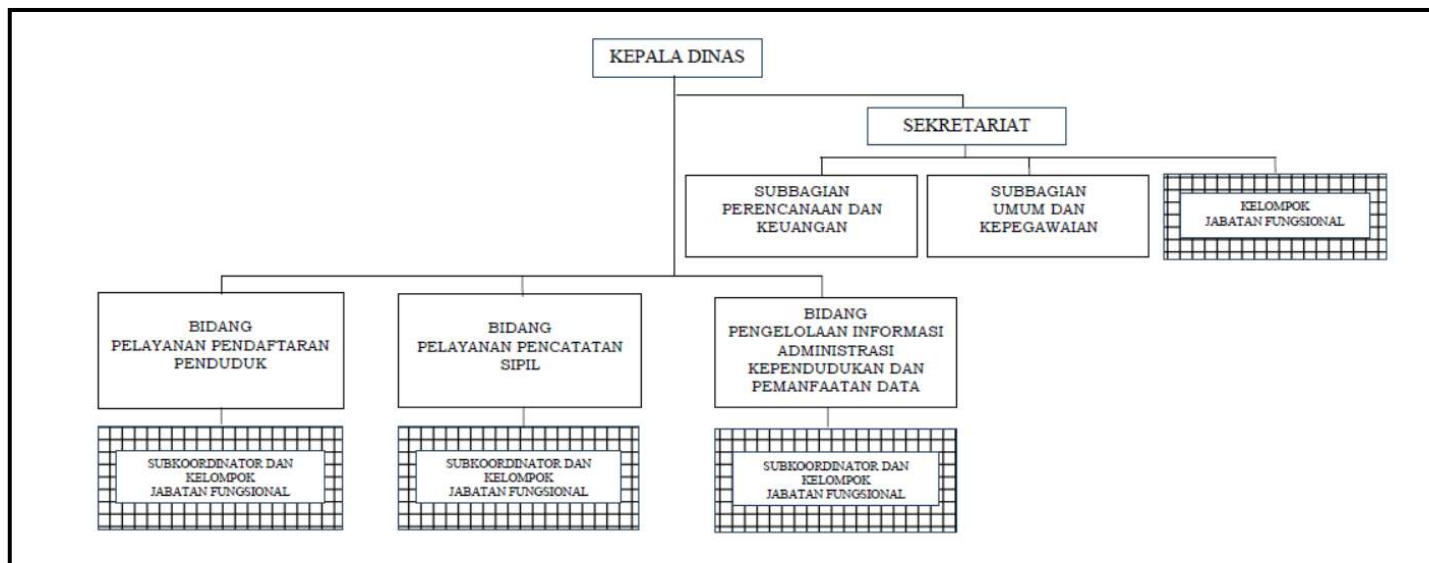 KEPALA DINAS
SEKRETARIAT
SUBBAGIAN
PERENCANAAN DAN
KEUANGAN
SUBBAGIAN
UMUM DAN
KEPEGAWAIAN
KELOMPOK
JABATAN FUNGSIONAL
BIDANG
PELAYANAN PENDAFTARAN
PENDUDUK
BIDANG
PELAYANAN PENCATATAN
SIPIL
BIDANG
PENGELOLAAN INFORMASI
ADMINISTRASI
KEPENDUDUKAN DAN
PEMANFAATAN DATA
SUBKOORDINATOR DAN
KELOMPOK
JABATAN FUNGSIONAL
SUBKOORDINATOR DAN
KELOMPOK
JABATAN FUNGSIONAL
SUBKOORDINATOR DAN
KELOMPOK
JABATAN FUNGSIONAL